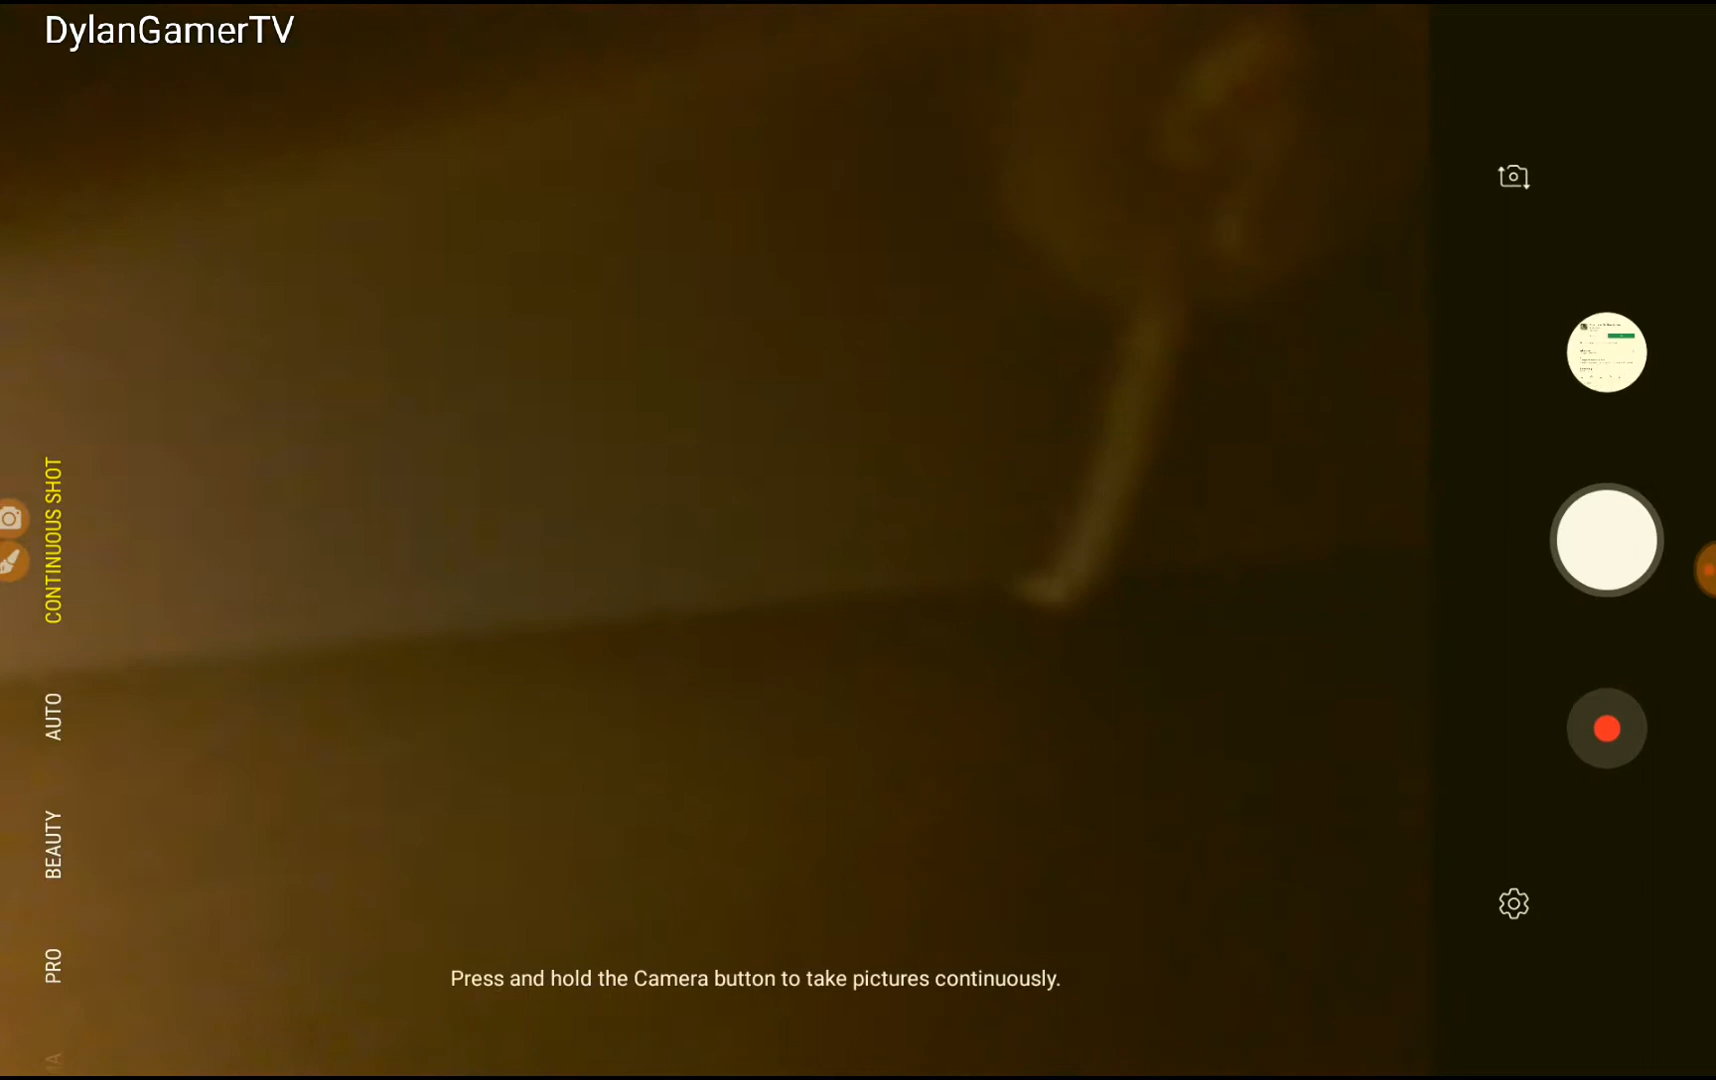 DylanGamerTV
CONTINUOUS SHOT
AUTO
BEAUTY
PRO
Press and hold the Camera button to take pictures continuously.